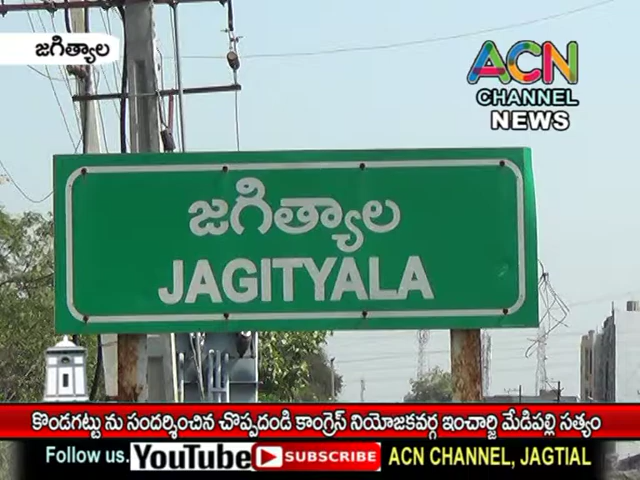 జగిత్యాల
ACN
CHANNEL
NEWS
జగిత్యాల
JAGITYALA
కొండగట్టు ను సందర్శించిన చొప్పదండి కాంగ్రెస్ నియోజకవర్గ ఇంచార్జి మేడిపల్లి సత్యం
Follow us. YouTube SUBSCRIBE ACN CHANNEL, JAGTIAL